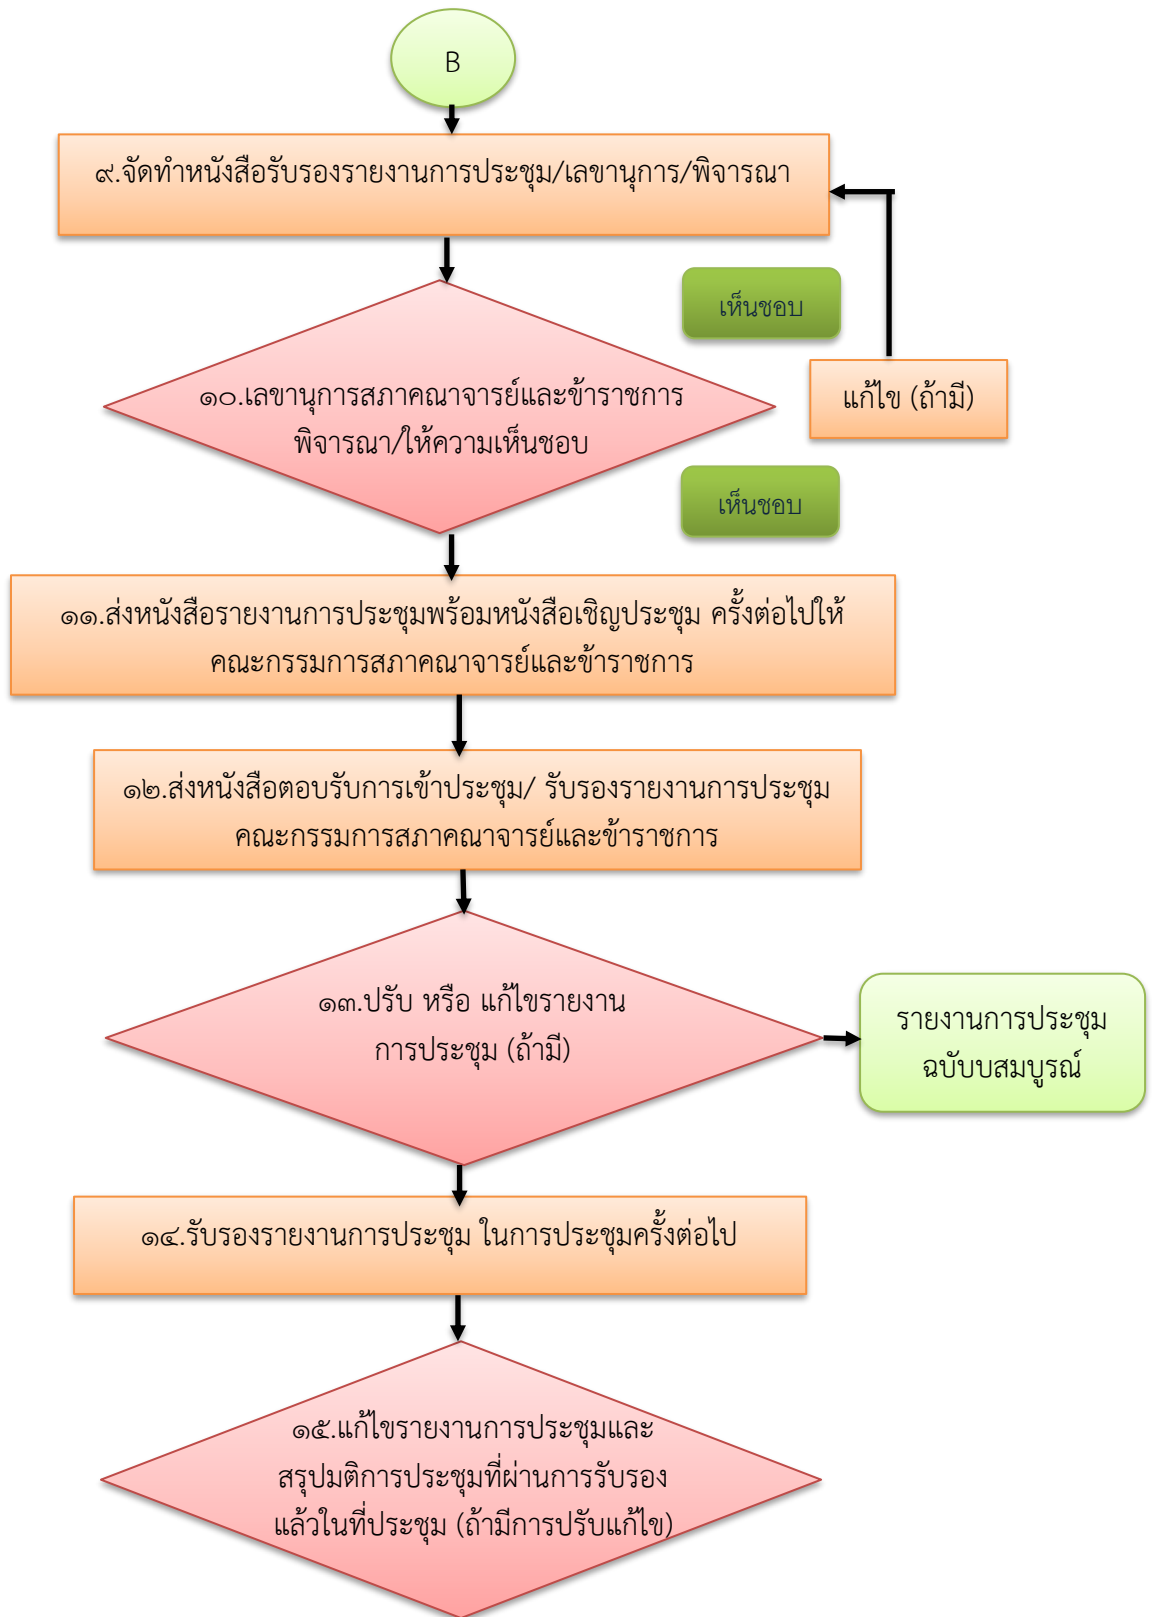 B
๙.จัดทำหนังสือรับรองรายงานการประชุม/เลขานุการ/พิจารณา
เห็นชอบ
๑๐.เลขานุการสภาคณาจารย์และข้าราชการ
พิจารณา/ให้ความเห็นชอบ
แก้ไข (ถ้ามี)
เห็นชอบ
๑๑.ส่งหนังสือรายงานการประชุมพร้อมหนังสือเชิญประชุม ครั้งต่อไปให้
คณะกรรมการสภาคณาจารย์และข้าราชการ
๑๒.ส่งหนังสือตอบรับการเข้าประชุม/ รับรองรายงานการประชุม
คณะกรรมการสภาคณาจารย์และข้าราชการ
๑๓.ปรับ หรือ แก้ไขรายงาน
การประชุม (ถ้ามี)
รายงานการประชุม
ฉบับบสมบูรณ์
๑๔.รับรองรายงานการประชุม ในการประชุมครั้งต่อไป
๑๕.แก้ไขรายงานการประชุมและ
สรุปมติการประชุมที่ผ่านการรับรอง
แล้วในที่ประชุม (ถ้ามีการปรับแก้ไข)